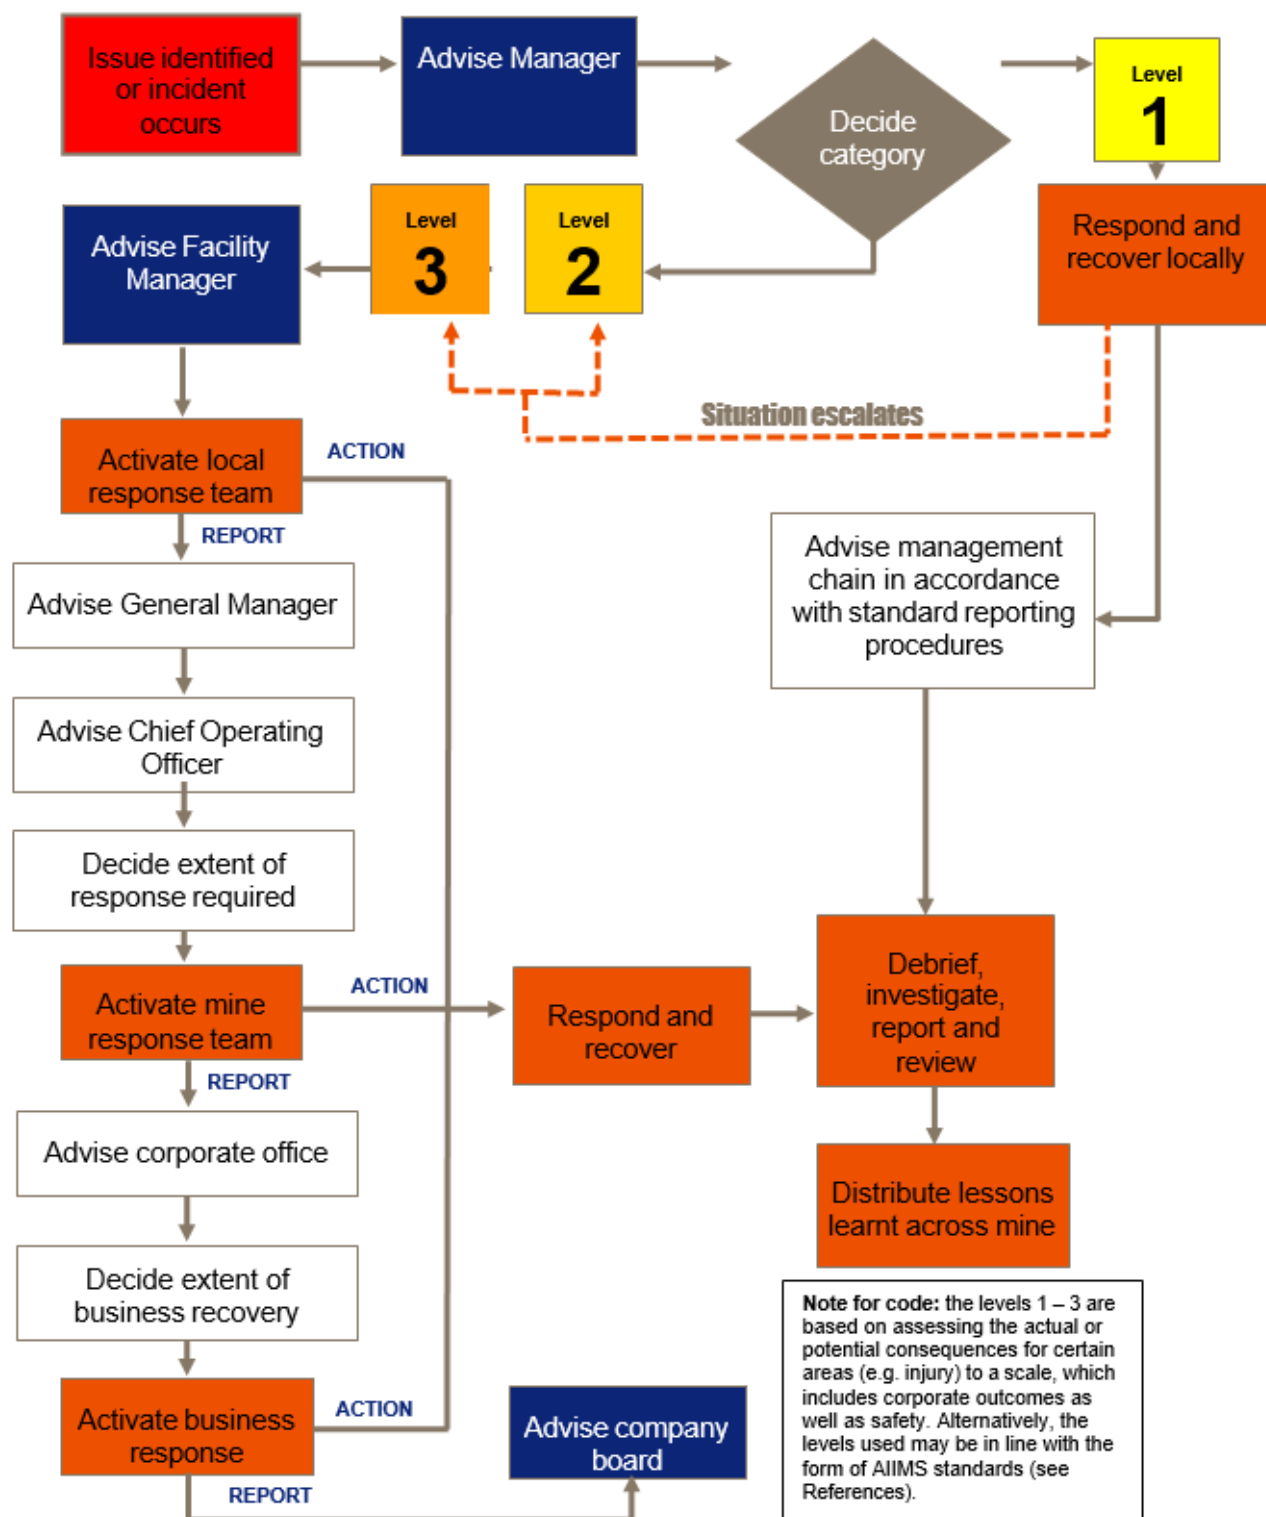 Issue identified
or incident
occurs
Advise Manager
Decide
category
Level
1
Respond and
recover locally
Level
2
Level
3
Advise Facility
Manager
Situation escalates
Activate local
response team
ACTION
REPORT
Advise General Manager
Advise Chief Operating
Officer
Decide extent of
response required
Activate mine
response team
ACTION
REPORT
Advise corporate office
Decide extent of
business recovery
Activate business
response
ACTION
REPORT
Advise company
board
Respond and
recover
Advise management
chain in accordance
with standard reporting
procedures
Debrief,
investigate,
report and
review
Distribute lessons
learnt across mine
Note for code: the levels 1 – 3 are
based on assessing the actual or
potential consequences for certain
areas (e.g. injury) to a scale, which
includes corporate outcomes as
well as safety. Alternatively, the
levels used may be in line with the
form of AIIMS standards (see
References).